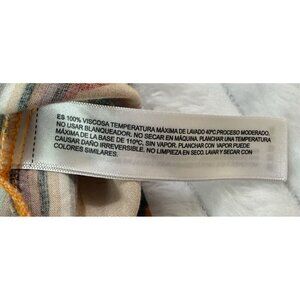 ES 100% VISCOSA TEMPERATURA MÁXIMA DE LAVADO 40ºC.PROCESO MODERADO,
NO USAR BLANQUEADOR. NO SECAR EN MÁQUINA. PLANCHAR UNA TEMPERATURA
MÁXIMA DE LA BASE DE 110ºC, SIN VAPOR. PLANCHAR CON VAPOR PUEDE
CAUSAR DAÑO IRREVERSIBLE. NO LIMPIEZA EN SECO. LAVAR Y SECAR CON
COLORES SIMILARES.